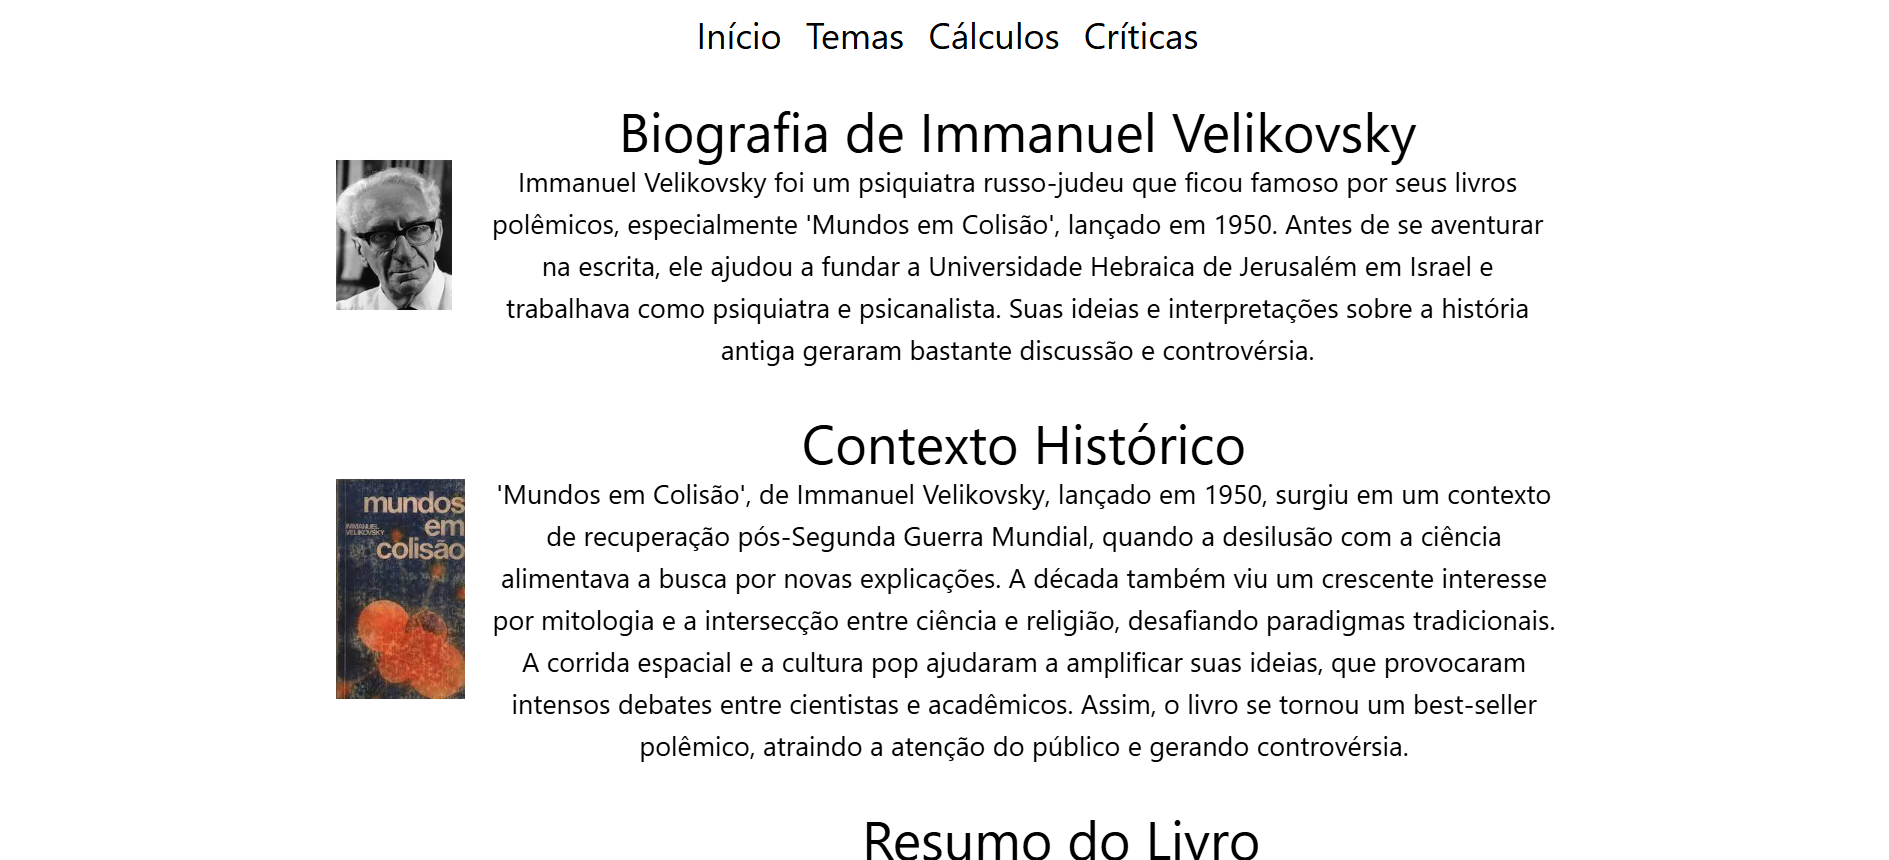 Início Temas Cálculos Críticas
Biografia de Immanuel Velikovsky
Immanuel Velikovsky foi um psiquiatra russo-judeu que ficou famoso por seus livros
polêmicos, especialmente 'Mundos em Colisão', lançado em 1950. Antes de se aventurar
na escrita, ele ajudou a fundar a Universidade Hebraica de Jerusalém em Israel e
trabalhava como psiquiatra e psicanalista. Suas ideias e interpretações sobre a história
antiga geraram bastante discussão e controvérsia.
Contexto Histórico
mundos
em
colisão
IMMANUEL
VELIKOVSKY
'Mundos em Colisão', de Immanuel Velikovsky, lançado em 1950, surgiu em um contexto
de recuperação pós-Segunda Guerra Mundial, quando a desilusão com a ciência
alimentava a busca por novas explicações. A década também viu um crescente interesse
por mitologia e a intersecção entre ciência e religião, desafiando paradigmas tradicionais.
A corrida espacial e a cultura pop ajudaram a amplificar suas ideias, que provocaram
intensos debates entre cientistas e acadêmicos. Assim, o livro se tornou um best-seller
polêmico, atraindo a atenção do público e gerando controvérsia.
Resumo do Livro